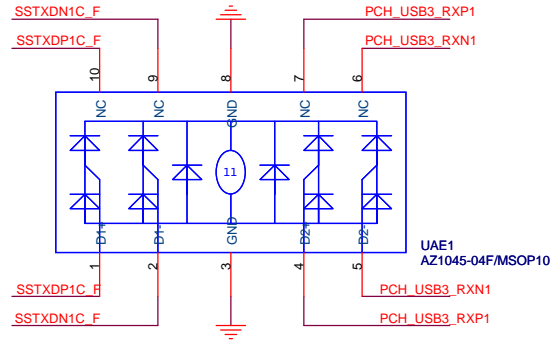 SSTXDN1C_F
PCH_USB3_RXP1
SSTXDP1C_F
PCH_USB3_RXN1
10
9
8
7
6
NC
NC
GND
NC
NC
11
D1+
D1-
GND
D2+
D2-
UAE1
AZ1045-04F/MSOP10
1
2
3
4
5
SSTXDP1C_F
PCH_USB3_RXN1
SSTXDN1C_F
PCH_USB3_RXP1